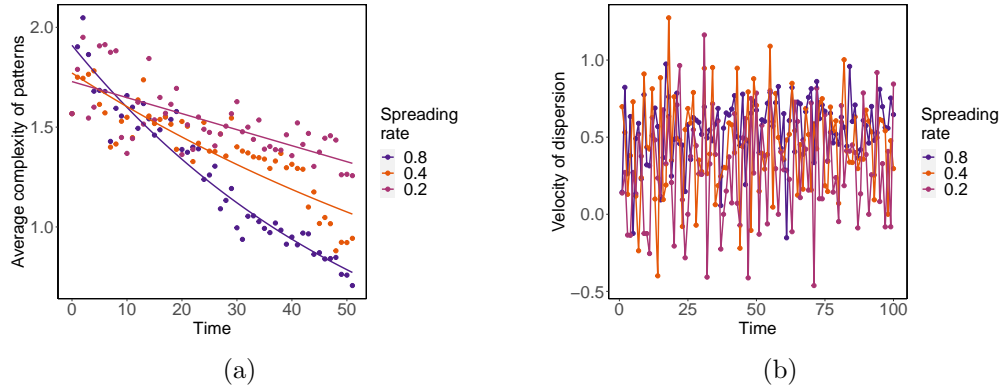 Average complexity of patterns
2.0
1.5
1.0
0 10 20 30 40 50
Time
Spreading
rate
0.8
0.4
0.2
(a)
Velocity of dispersion
1.0
0.5
0.0
−0.5
0 25 50 75 100
Time
Spreading
rate
0.8
0.4
0.2
(b)